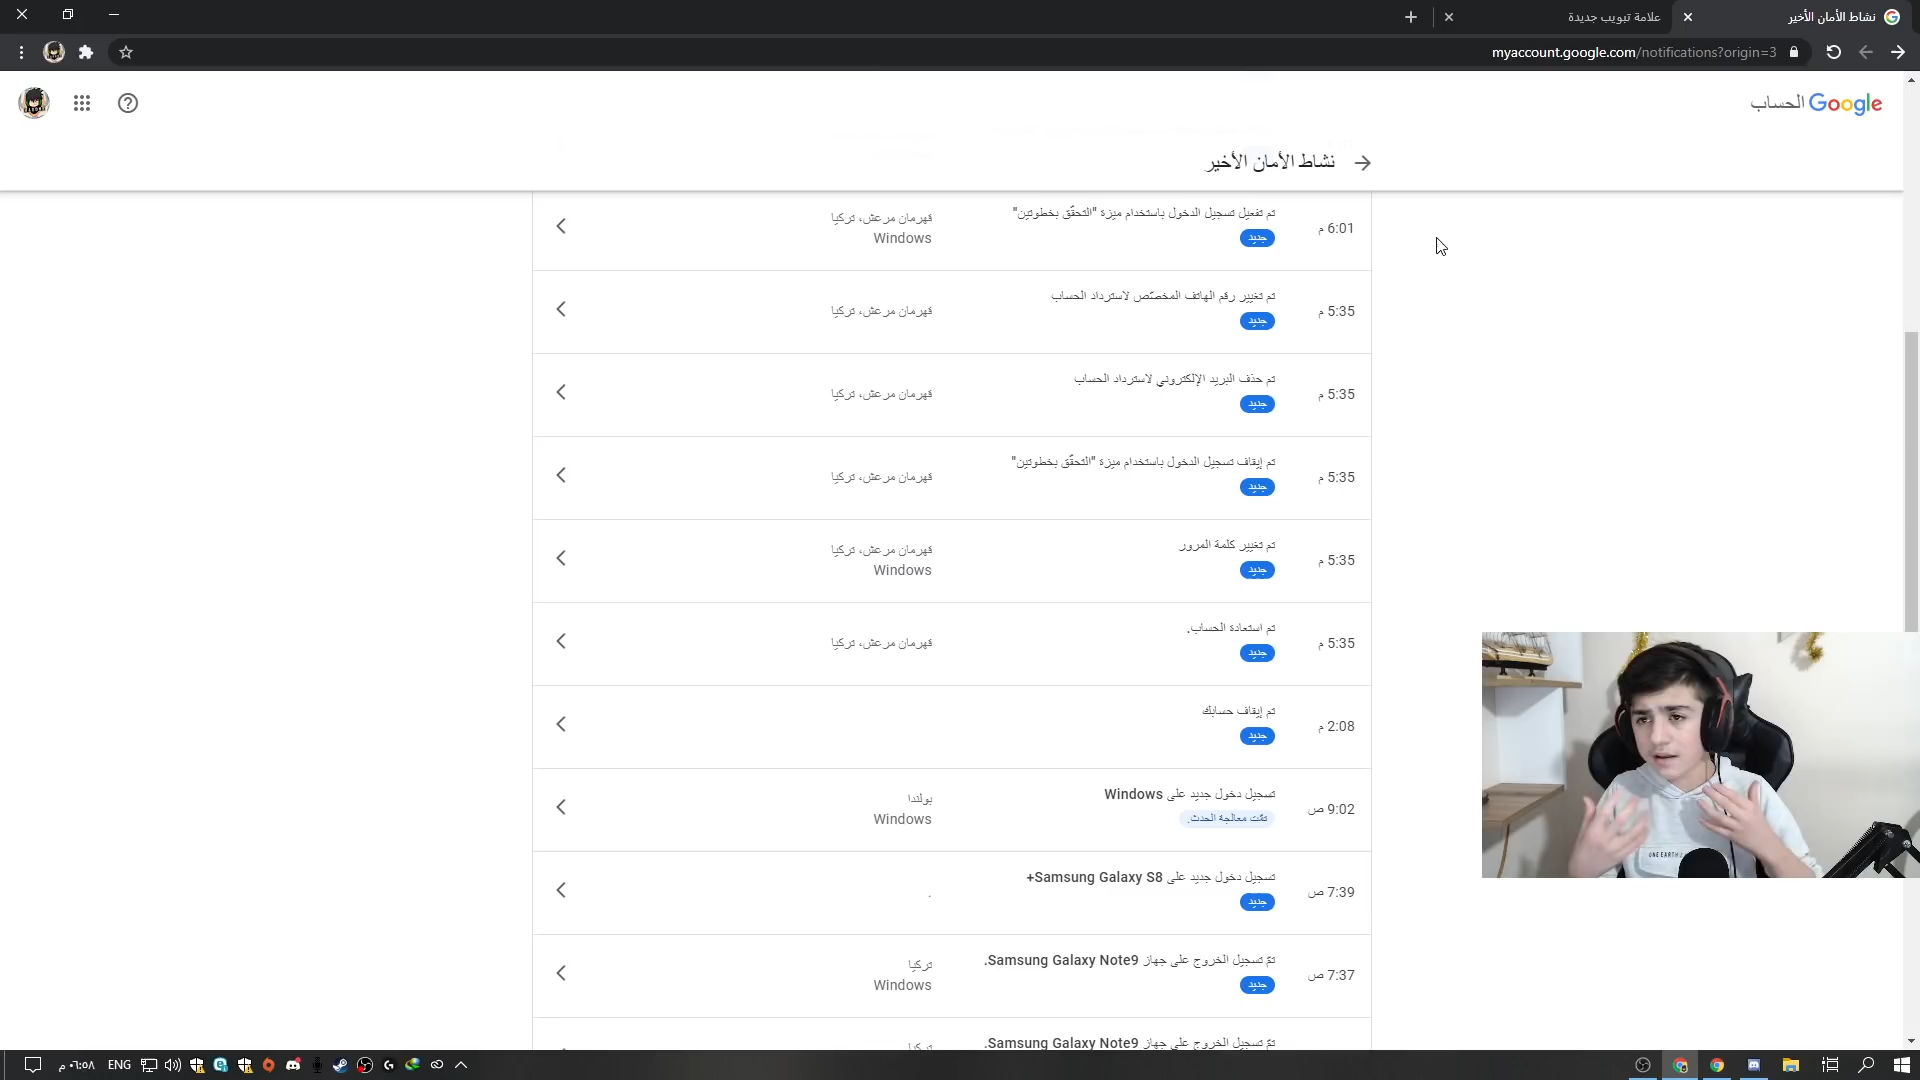 نشاط الأمان الأخير
علامة تبويب جديدة
myaccount.google.com/notifications?origin=3
Google الحساب
نشاط الأمان الأخير
6:01 م
تم تفعيل تسجيل الدخول باستخدام ميزة "التحقّق بخطوتين"
جديد
قهرمان مرعش، تركيا
Windows
5:35 م
تم تغيير رقم الهاتف المخصّص لاسترداد الحساب
جديد
قهرمان مرعش، تركيا
5:35 م
تم حذف البريد الإلكتروني لاسترداد الحساب
جديد
قهرمان مرعش، تركيا
5:35 م
تم إيقاف تسجيل الدخول باستخدام ميزة "التحقّق بخطوتين"
جديد
قهرمان مرعش، تركيا
5:35 م
تم تغيير كلمة المرور
جديد
قهرمان مرعش، تركيا
Windows
5:35 م
تم استعادة الحساب.
جديد
قهرمان مرعش، تركيا
2:08 م
تم إيقاف حسابك
جديد
9:02 ص
تسجيل دخول جديد على Windows
تمّت معالجة الحدث.
بولندا
Windows
7:39 ص
تسجيل دخول جديد على Samsung Galaxy S8+
جديد
.
7:37 ص
تمّ تسجيل الخروج على جهاز Samsung Galaxy Note9.
جديد
تركيا
Windows
تمّ تسجيل الخروج على جهاز Samsung Galaxy Note9.
تركيا
ONE EARTH
ENG
٠٦:٥٨ م